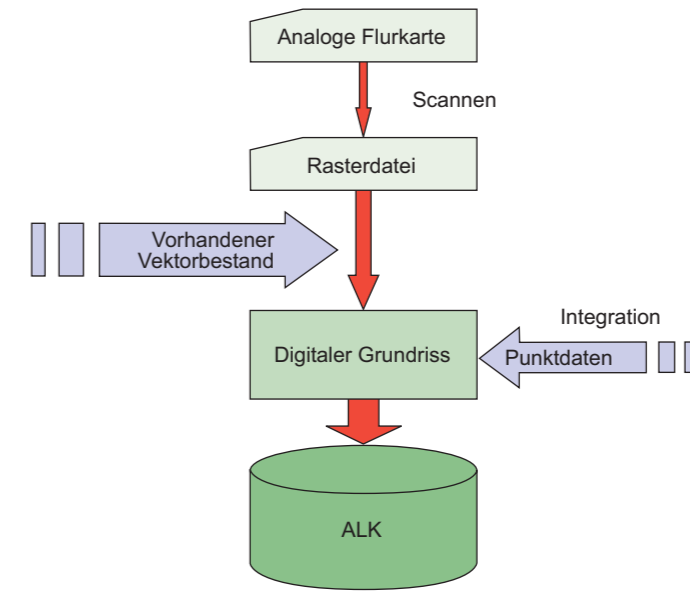 Analoge Flurkarte
Scannen
Rasterdatei
Vorhandener
Vektorbestand
Integration
Digitaler Grundriss
Punktdaten
ALK